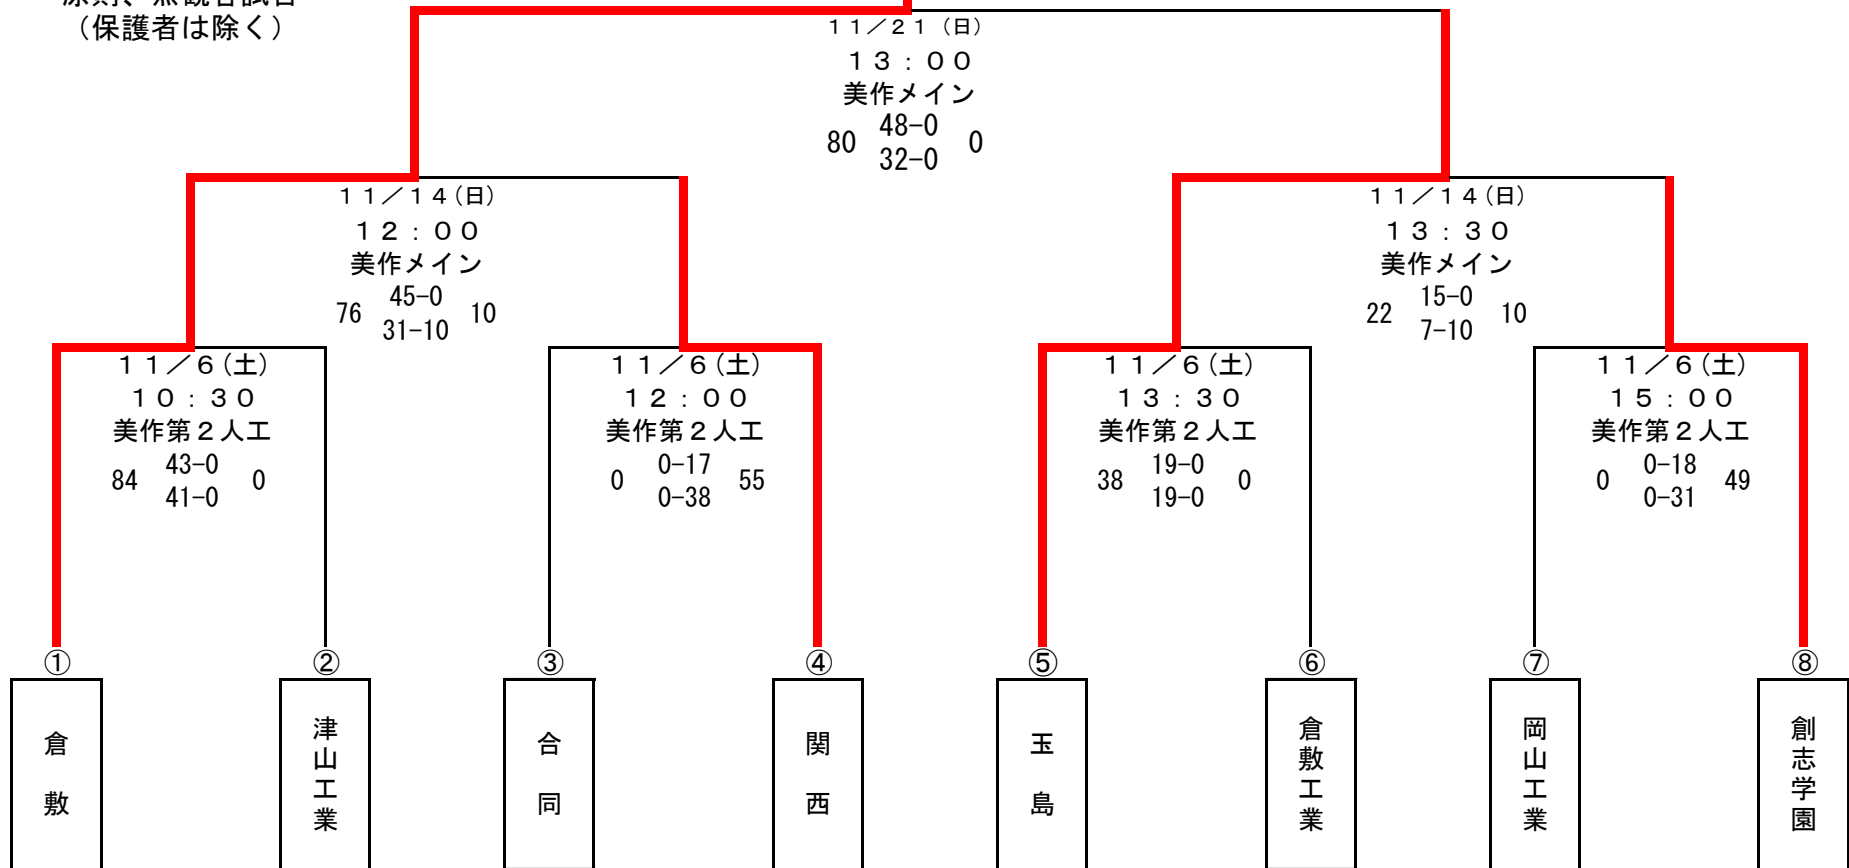 原則、無観客試合
（保護者は除く）
１１／２１（日）
１３：００
美作メイン
80 48-0 0
32-0
１１／１４（日）
１２：００
美作メイン
76 45-0 10
31-10
１１／１４（日）
１３：３０
美作メイン
22 15-0 10
7-10
１１／６（土）
１０：３０
美作第２人工
84 43-0 0
41-0
１１／６（土）
１２：００
美作第２人工
0 0-17 55
0-38
１１／６（土）
１３：３０
美作第２人工
38 19-0 0
19-0
１１／６（土）
１５：００
美作第２人工
0 0-18 49
0-31
①
倉敷
②
津山工業
③
合同
④
関西
⑤
玉島
⑥
倉敷工業
⑦
岡山工業
⑧
創志学園